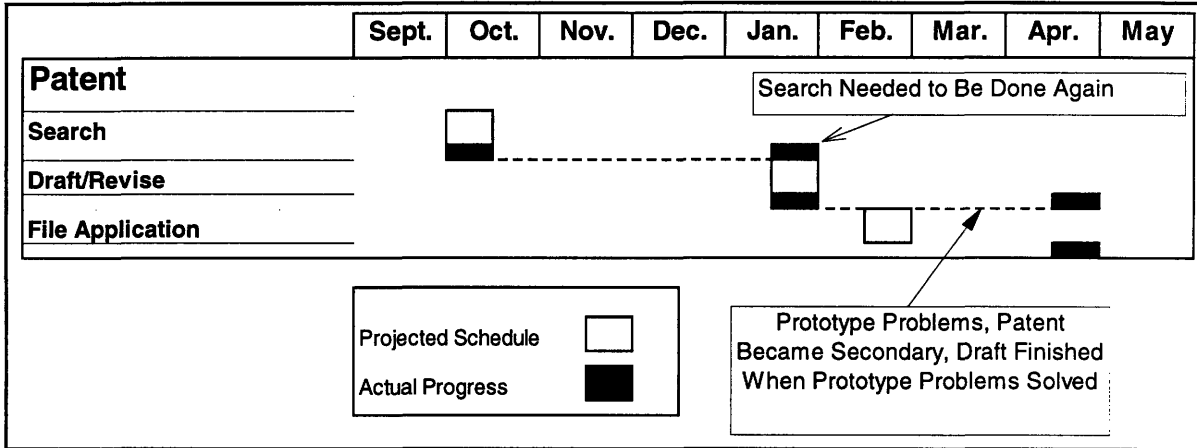 Sept. Oct. Nov. Dec. Jan. Feb. Mar. Apr. May
Patent
Search Needed to Be Done Again
Search
Draft/Revise
File Application
Projected Schedule
Actual Progress
Prototype Problems, Patent
Became Secondary, Draft Finished
When Prototype Problems Solved